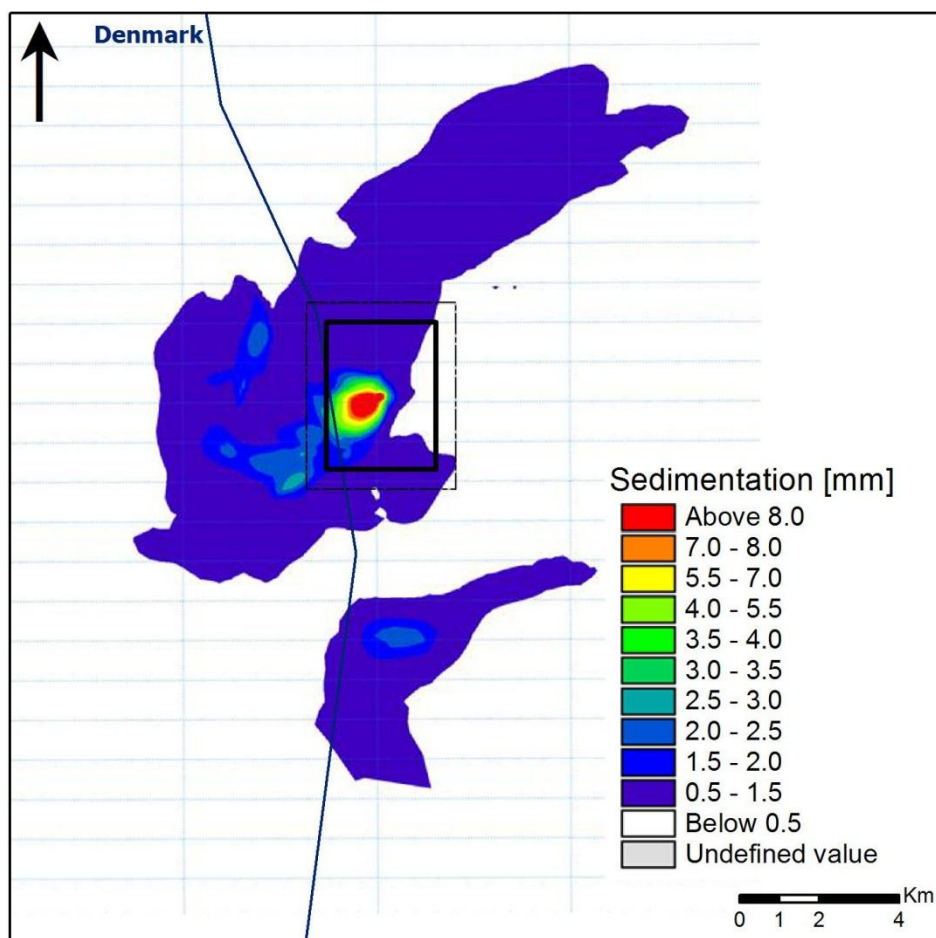 Denmark
Sedimentation [mm]
Above 8.0
7.0 - 8.0
5.5 - 7.0
4.0 - 5.5
3.5 - 4.0
3.0 - 3.5
2.5 - 3.0
2.0 - 2.5
1.5 - 2.0
0.5 - 1.5
Below 0.5
Undefined value
Km
0 1 2 4